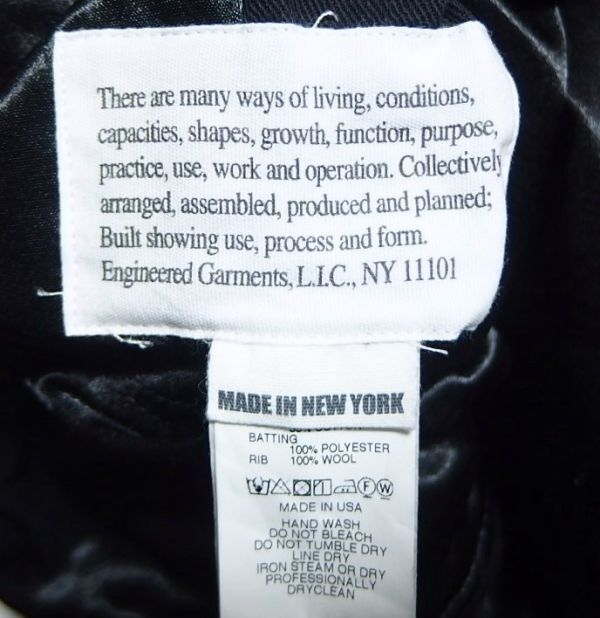 There are many ways of living, conditions,
capacities, shapes, growth, function, purpose,
practice, use, work and operation. Collectively
arranged, assembled, produced and planned;
Built showing use, process and form.
Engineered Garments, L.I.C., NY 11101
MADE IN NEW YORK
BATTING
100% POLYESTER
RIB 100% WOOL
F W
MADE IN USA
HAND WASH
DO NOT BLEACH
DO NOT TUMBLE DRY
LINE DRY
IRON STEAM OR DRY
PROFESSIONALLY
DRYCLEAN